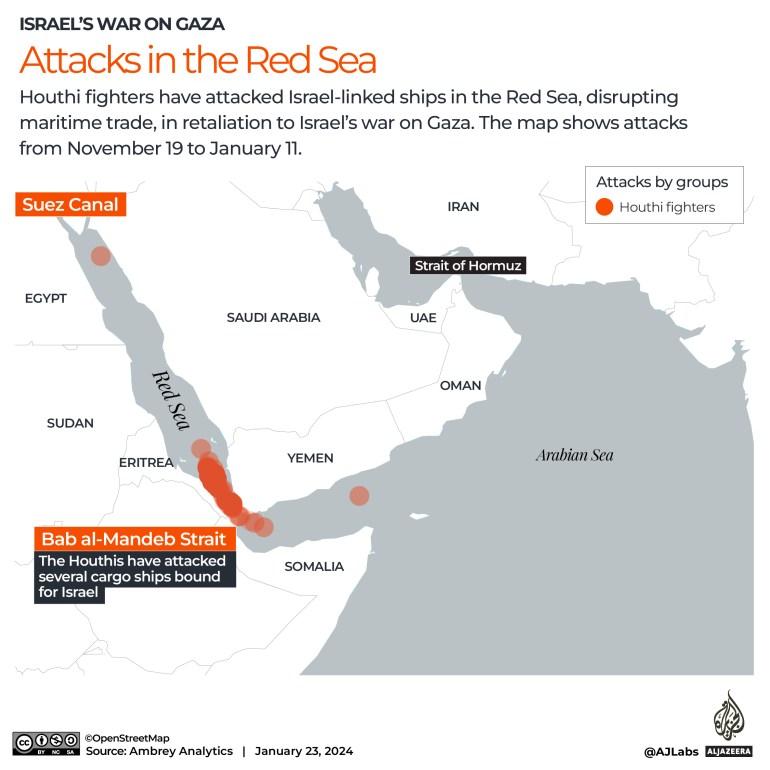 ISRAEL'S WAR ON GAZA
Attacks in the Red Sea
Houthi fighters have attacked Israel-linked ships in the Red Sea, disrupting
maritime trade, in retaliation to Israel's war on Gaza. The map shows attacks
from November 19 to January 11.
Attacks by groups
Houthi fighters
Suez Canal
IRAN
Strait of Hormuz
EGYPT
SAUDI ARABIA
UAE
OMAN
Red Sea
SUDAN
Arabian Sea
ERITREA
YEMEN
Bab al-Mandeb Strait
The Houthis have attacked
several cargo ships bound
for Israel
SOMALIA
cc BY NC SA
©OpenStreetMap
Source: Ambrey Analytics | January 23, 2024
@AJLabs
ALJAZEERA